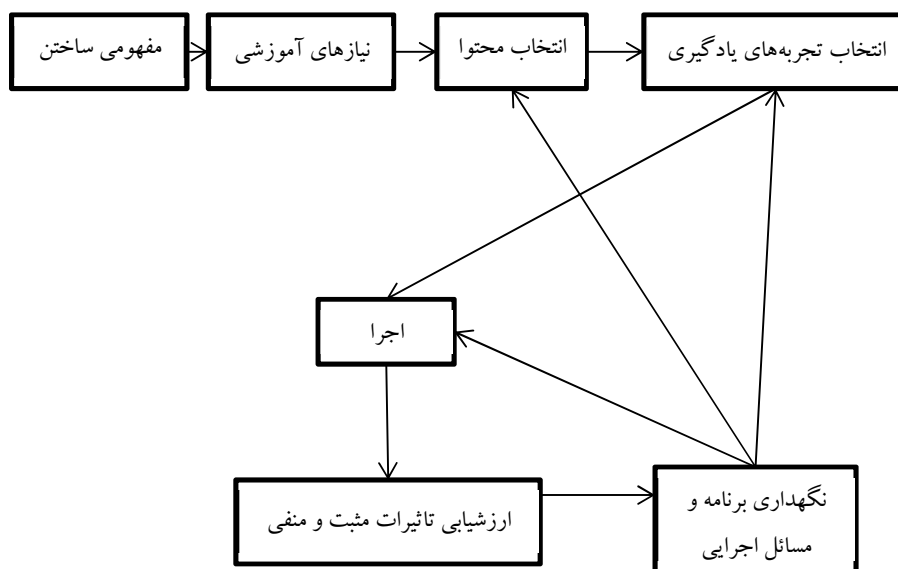 مفهومی ساختن
نیازهای آموزشی
انتخاب محتوا
انتخاب تجربه‌های یادگیری
اجرا
ارزشیابی تاثیرات مثبت و منفی
نگهداری برنامه و
مسائل اجرایی